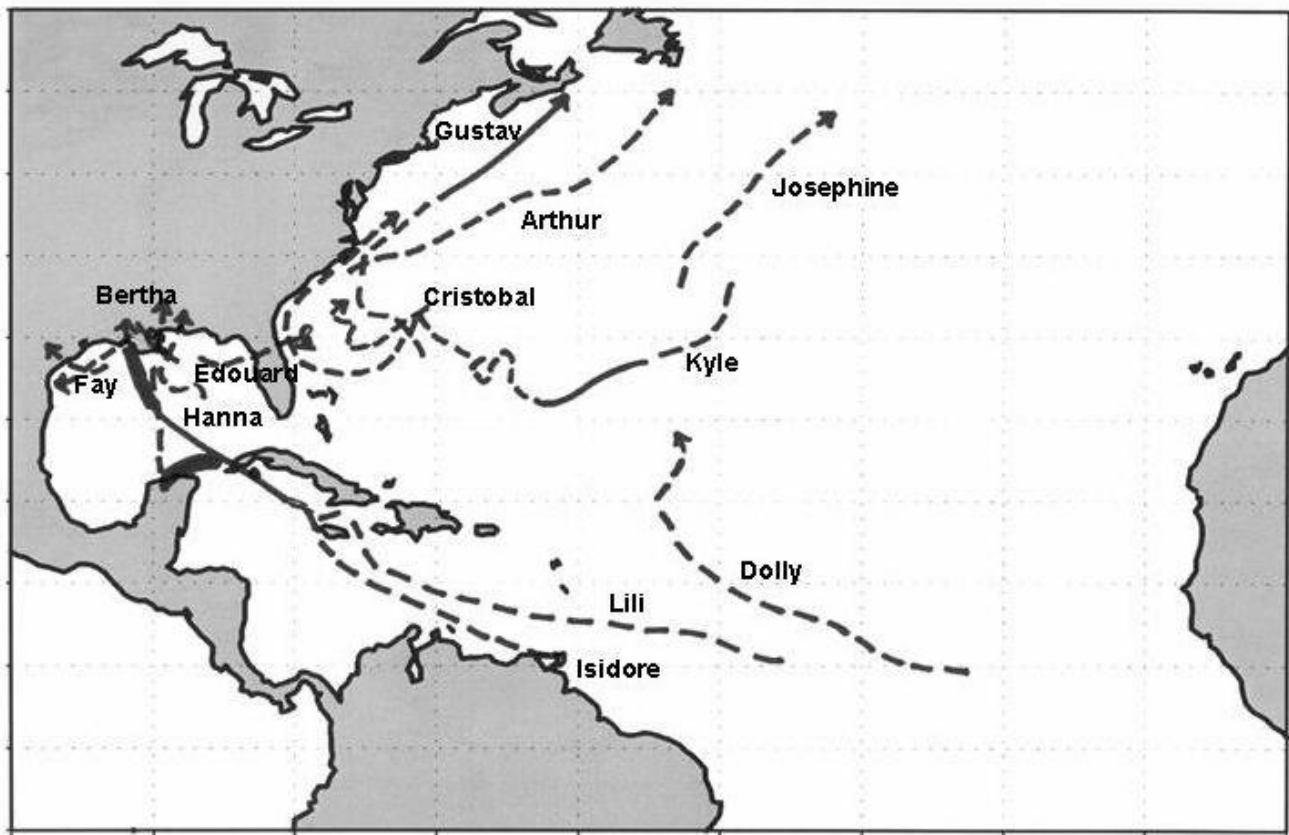 Gustav
Josephine
Arthur
Bertha
Cristobal
Kyle
Fay
Edouard
Hanna
Dolly
Lili
Isidore